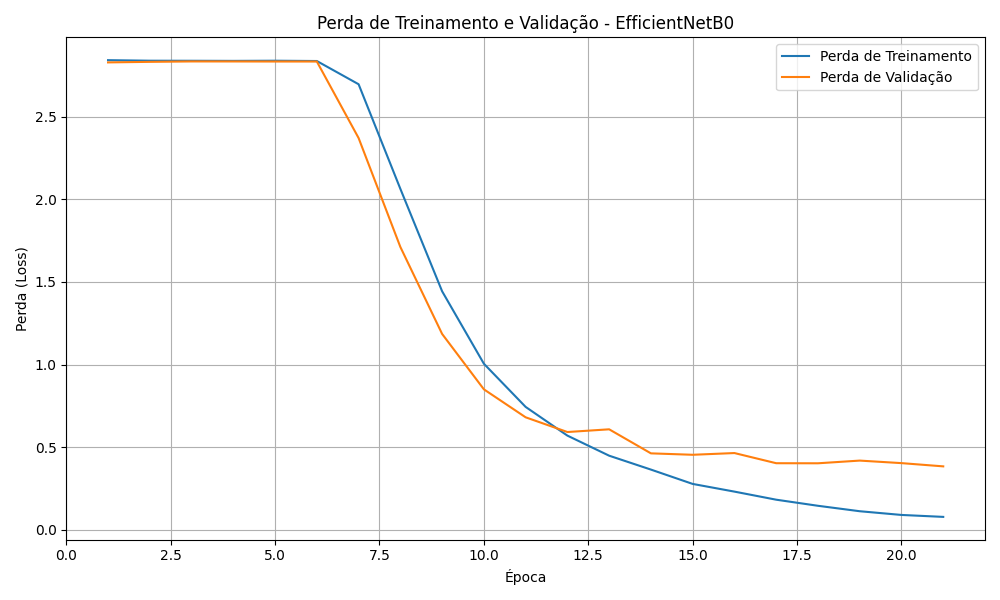 Perda de Treinamento e Validação - EfficientNetB0
Perda de Treinamento
Perda de Validação
Perda (Loss)
2.5
2.0
1.5
1.0
0.5
0.0
0.0 2.5 5.0 7.5 10.0 12.5 15.0 17.5 20.0
Época